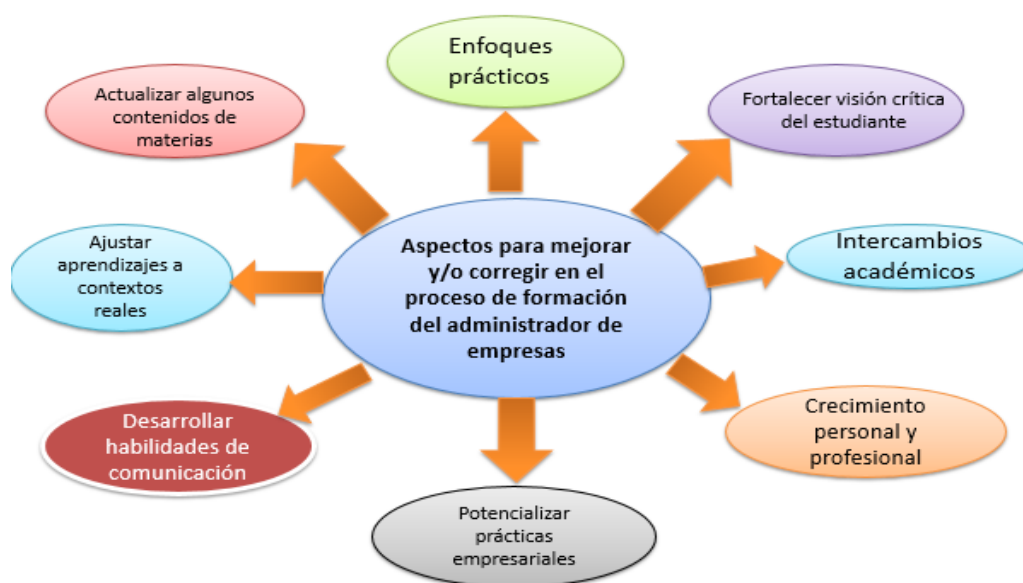 Enfoques
prácticos
Actualizar algunos
contenidos de
materias
Fortalecer visión crítica
del estudiante
Ajustar
aprendizajes a
contextos
reales
Aspectos para mejorar
y/o corregir en el
proceso de formación
del administrador de
empresas
Intercambios
académicos
Desarrollar
habilidades de
comunicación
Crecimiento
personal y
profesional
Potencializar
prácticas
empresariales